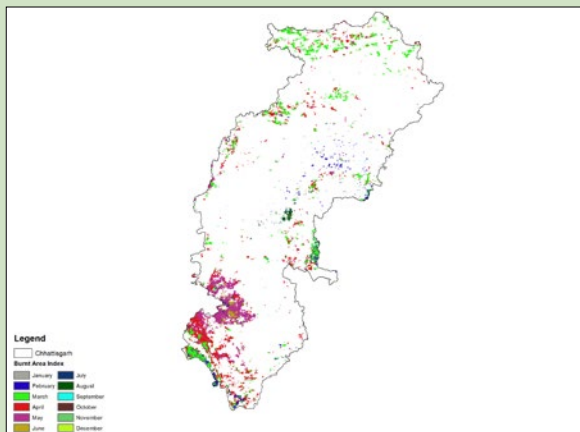 Legend
Chhattisgarh
Burnt Area Index
January
July
February
August
March
September
April
October
May
November
June
December